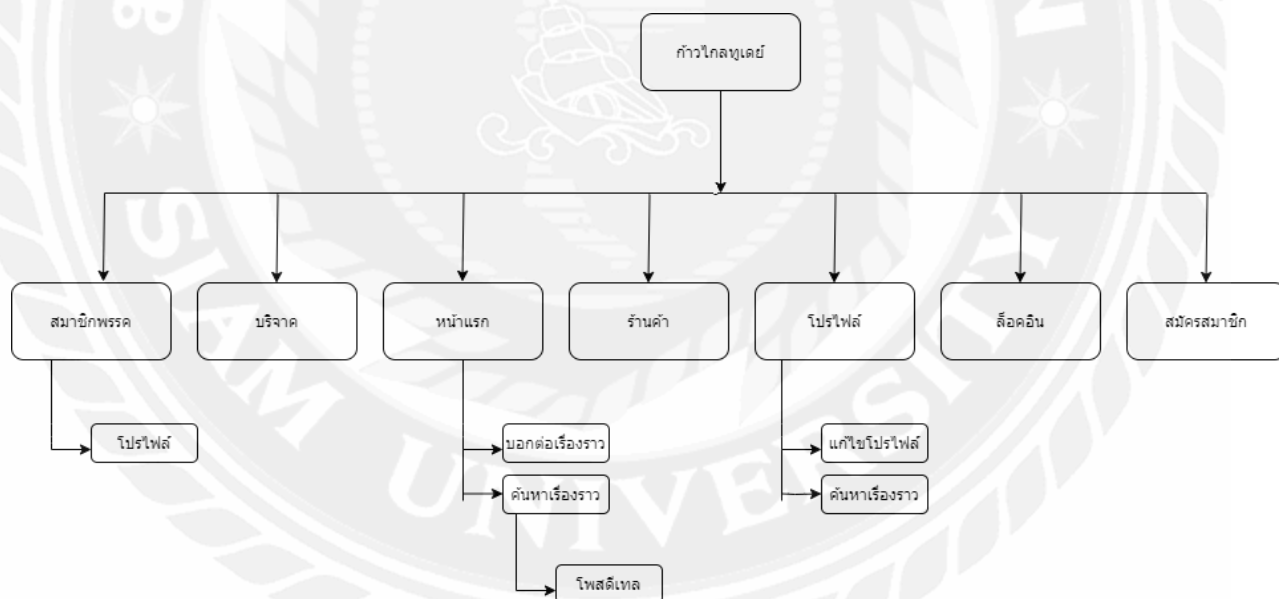 ก้าวไกลทูเดย์
สมาชิกพรรค
บริจาค
หน้าแรก
ร้านค้า
โปรไฟล์
ล็อคอิน
สมัครสมาชิก
โปรไฟล์
บอกต่อเรื่องราว
แก้ไขโปรไฟล์
ค้นหาเรื่องราว
ค้นหาเรื่องราว
โพสดีเทล
SIAM UNIVERSITY